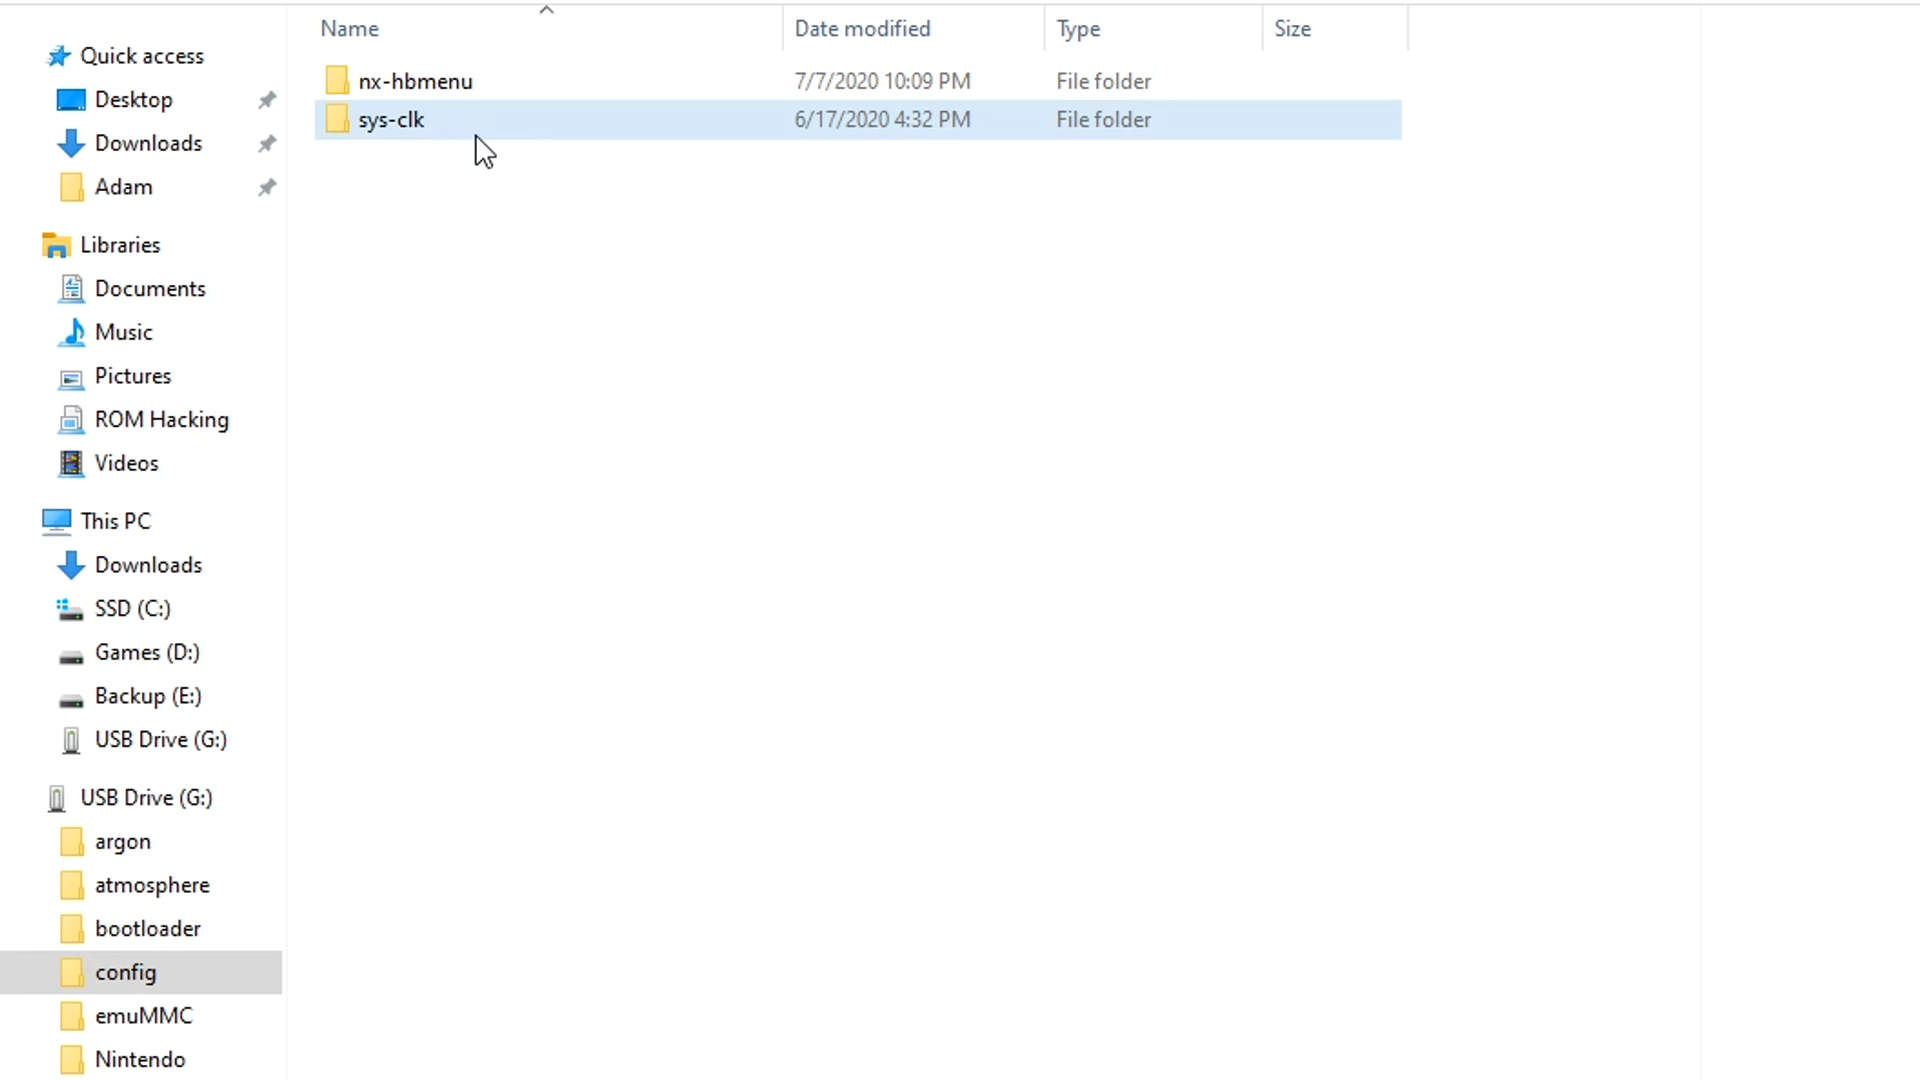 Name Date modified Type Size
nx-hbmenu 7/7/2020 10:09 PM File folder
sys-clk 6/17/2020 4:32 PM File folder
Quick access
Desktop
Downloads
Adam
Libraries
Documents
Music
Pictures
ROM Hacking
Videos
This PC
Downloads
SSD (C:)
Games (D:)
Backup (E:)
USB Drive (G:)
USB Drive (G:)
argon
atmosphere
bootloader
config
emuMMC
Nintendo